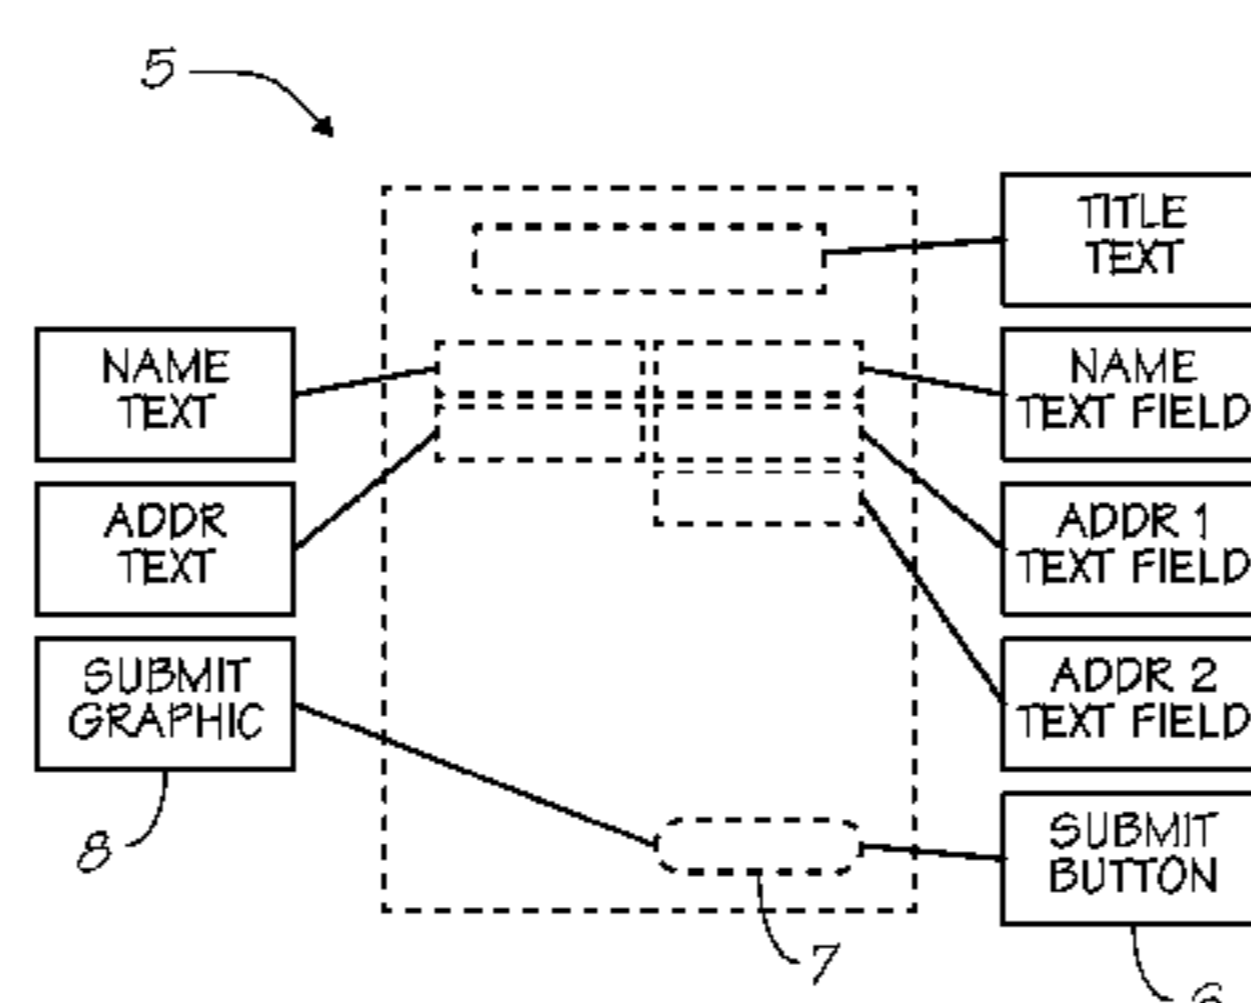 5
TITLE
TEXT
NAME
TEXT
NAME
TEXT FIELD
ADDR
TEXT
ADDR 1
TEXT FIELD
SUBMIT
GRAPHIC
ADDR 2
TEXT FIELD
8
SUBMIT
BUTTON
7